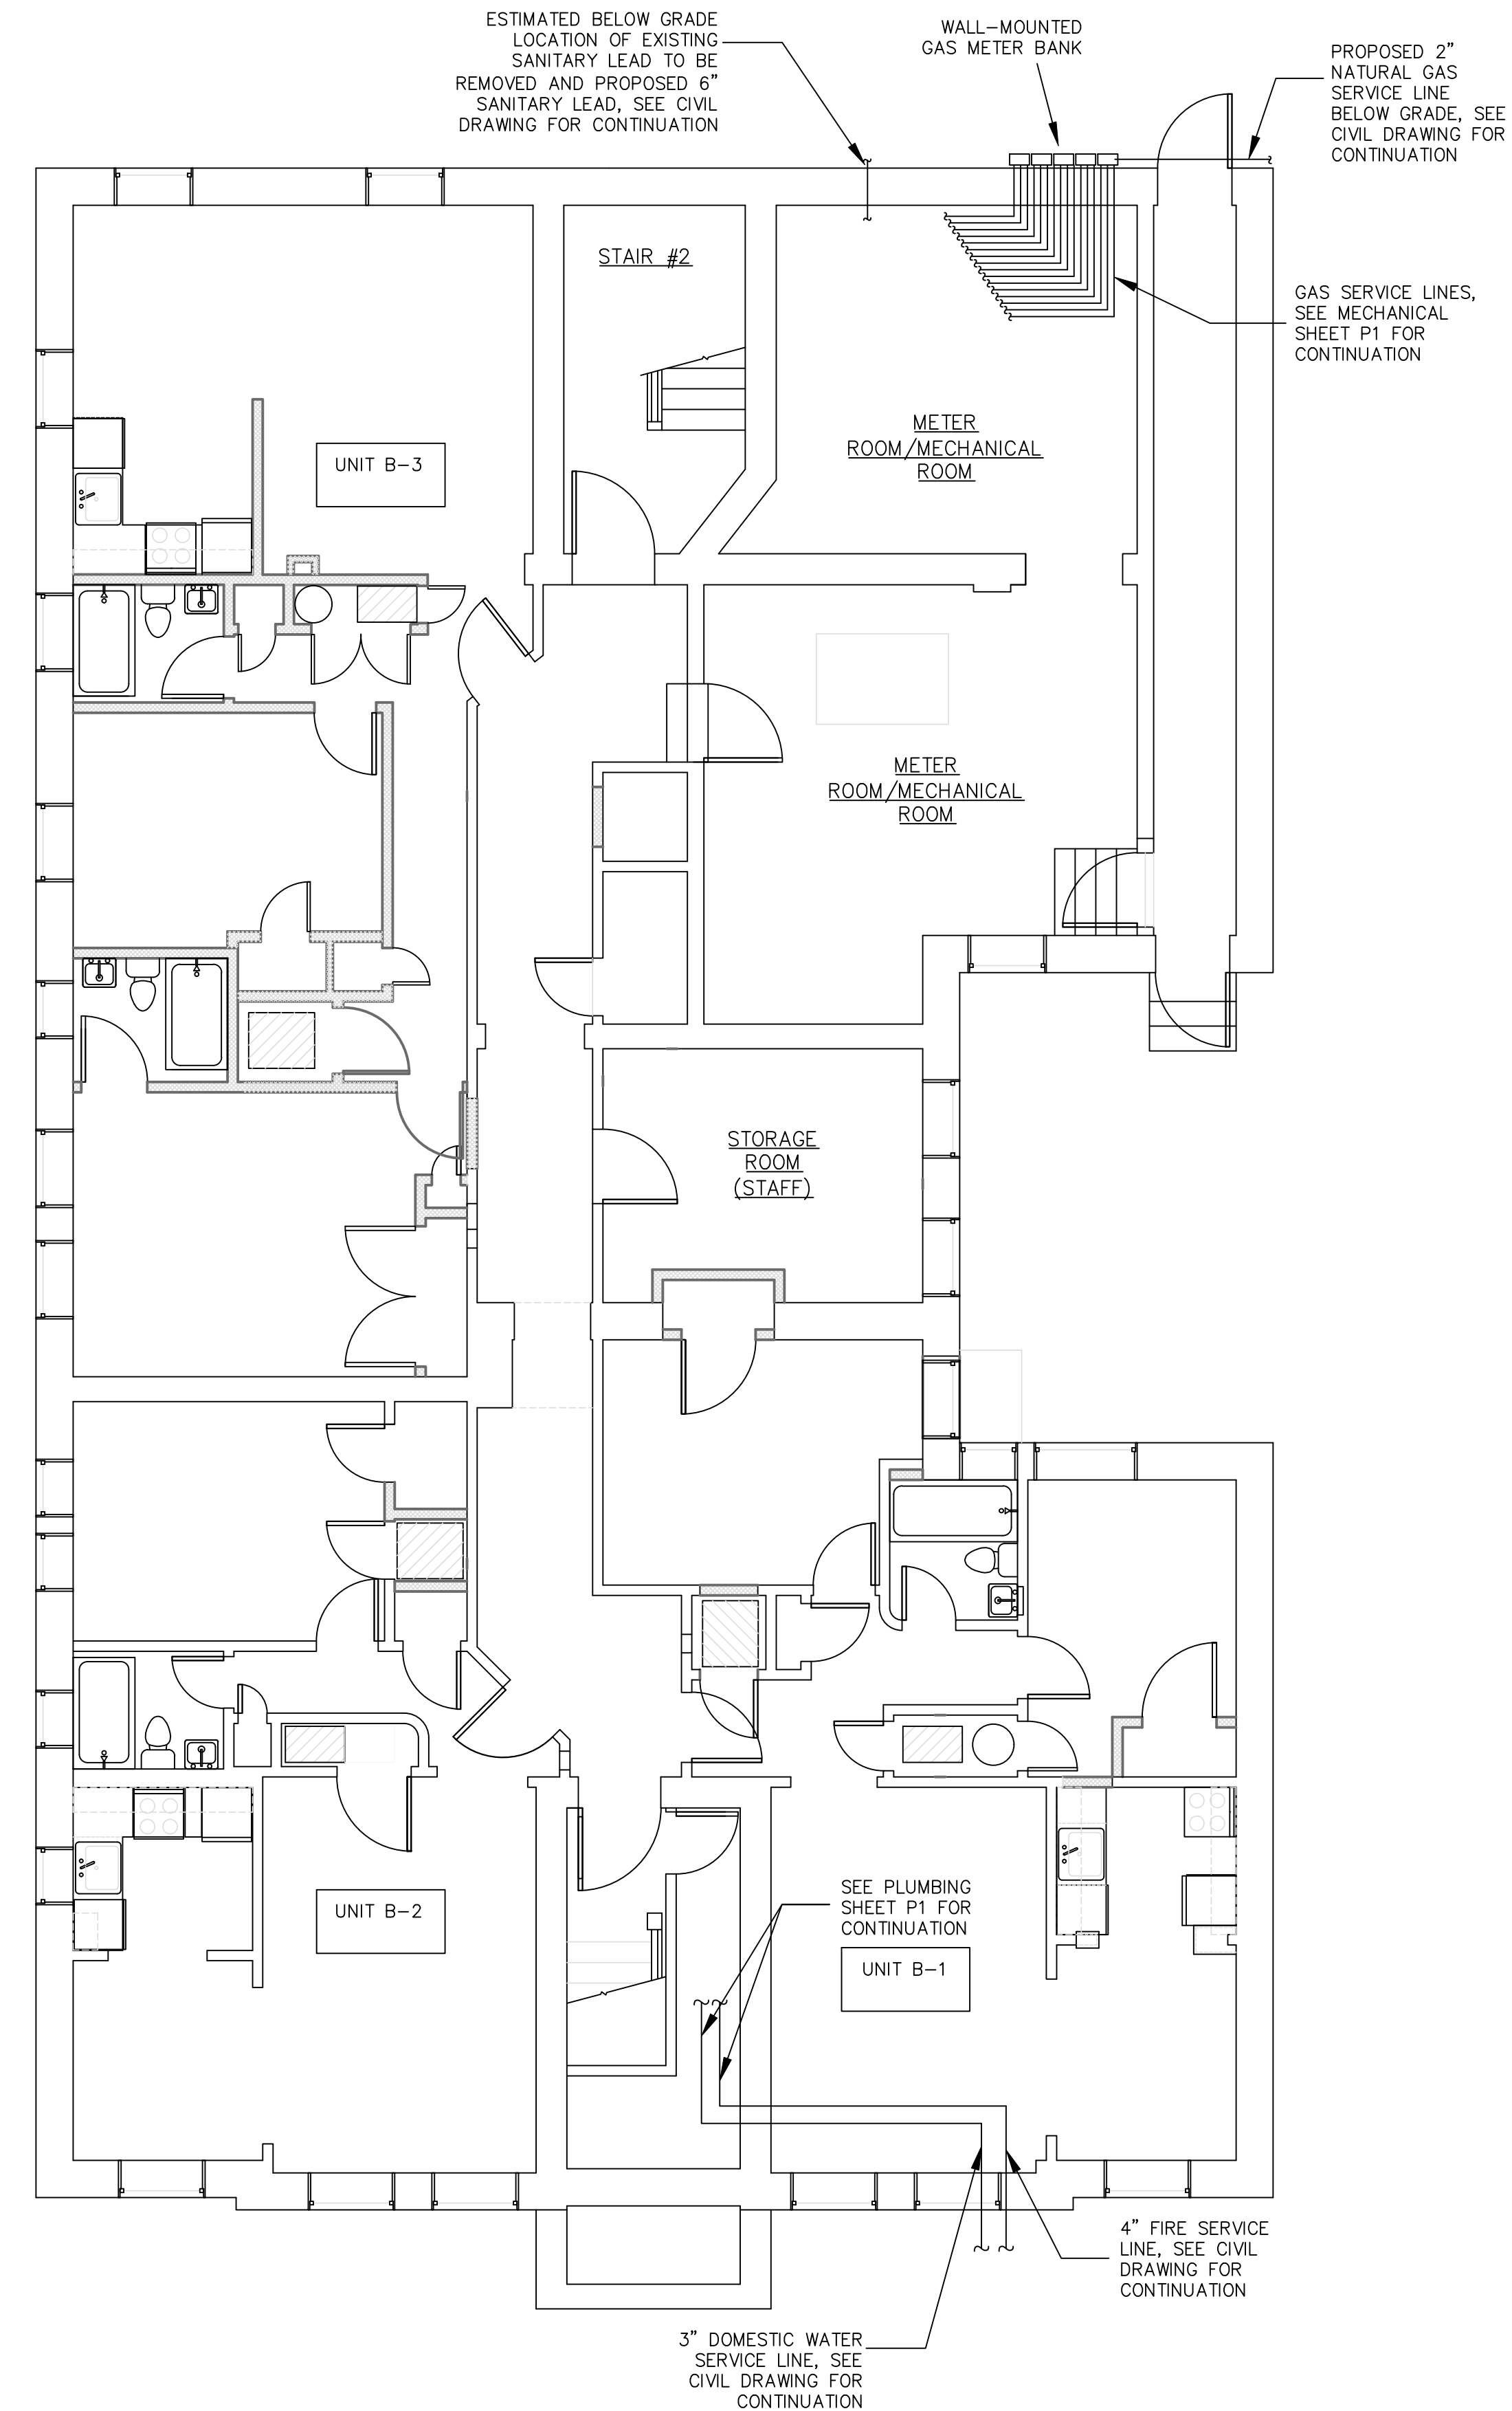 ESTIMATED BELOW GRADE
LOCATION OF EXISTING
SANITARY LEAD TO BE
REMOVED AND PROPOSED 6"
SANITARY LEAD, SEE CIVIL
DRAWING FOR CONTINUATION
WALL-MOUNTED
GAS METER BANK
PROPOSED 2"
NATURAL GAS
SERVICE LINE
BELOW GRADE, SEE
CIVIL DRAWING FOR
CONTINUATION
STAIR #2
GAS SERVICE LINES,
SEE MECHANICAL
SHEET P1 FOR
CONTINUATION
METER
ROOM/MECHANICAL
ROOM
UNIT B-3
METER
ROOM/MECHANICAL
ROOM
STORAGE
ROOM
(STAFF)
SEE PLUMBING
SHEET P1 FOR
CONTINUATION
UNIT B-2
UNIT B-1
4" FIRE SERVICE
LINE, SEE CIVIL
DRAWING FOR
CONTINUATION
3" DOMESTIC WATER
SERVICE LINE, SEE
CIVIL DRAWING FOR
CONTINUATION